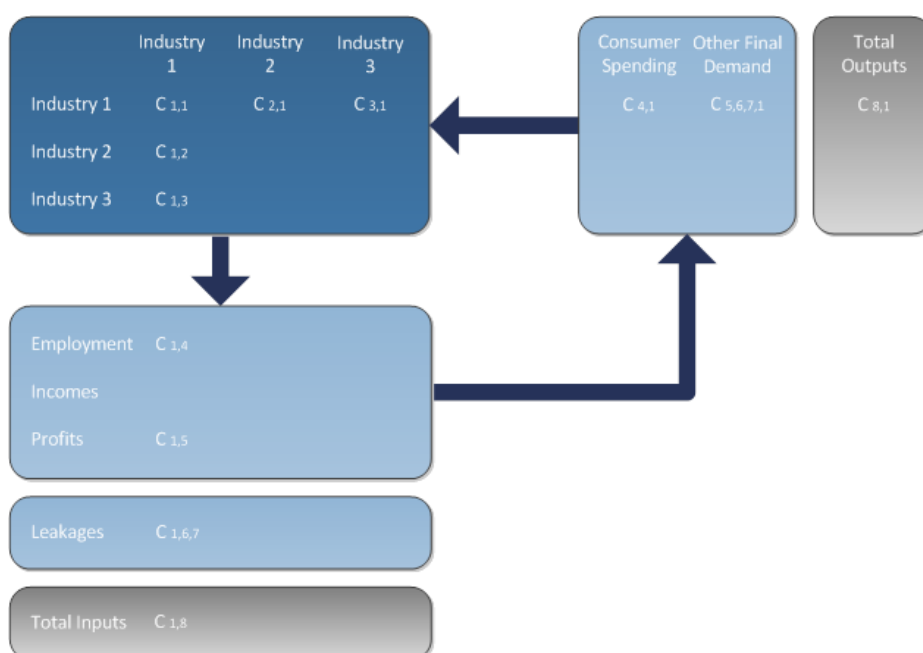 Industry 1 Industry 2 Industry 3
Consumer Spending Other Final Demand
Total Outputs
Industry 1 C 1,1 C 2,1 C 3,1 C 4,1 C 5,6,7,1 C 8,1
Industry 2 C 1,2
Industry 3 C 1,3
Employment C 1,4
Incomes
Profits C 1,5
Leakages C 1,6,7
Total Inputs C 1,8